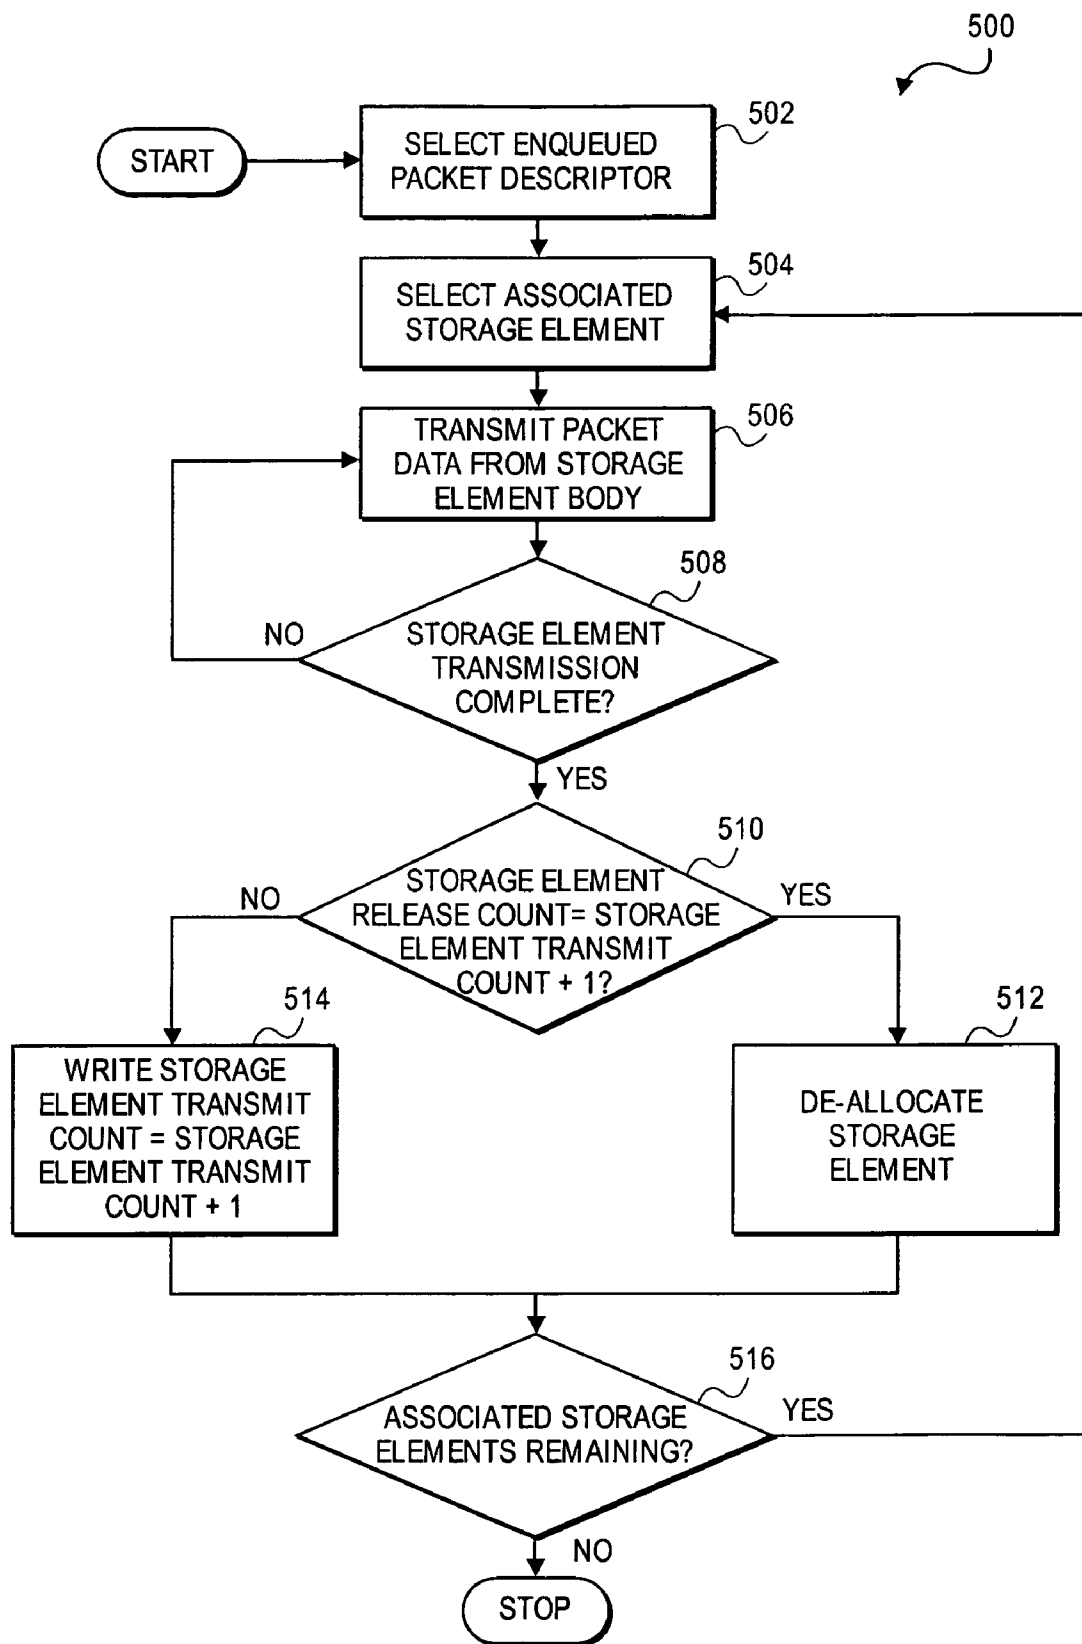 500
502
START
SELECT ENQUEUED
PACKET DESCRIPTOR
504
SELECT ASSOCIATED
STORAGE ELEMENT
506
TRANSMIT PACKET
DATA FROM STORAGE
ELEMENT BODY
508
NO
STORAGE ELEMENT
TRANSMISSION
COMPLETE?
YES
510
NO
STORAGE ELEMENT
RELEASE COUNT= STORAGE
ELEMENT TRANSMIT
COUNT + 1?
YES
514
WRITE STORAGE
ELEMENT TRANSMIT
COUNT = STORAGE
ELEMENT TRANSMIT
COUNT + 1
512
DE-ALLOCATE
STORAGE
ELEMENT
516
ASSOCIATED STORAGE
ELEMENTS REMAINING?
YES
NO
STOP